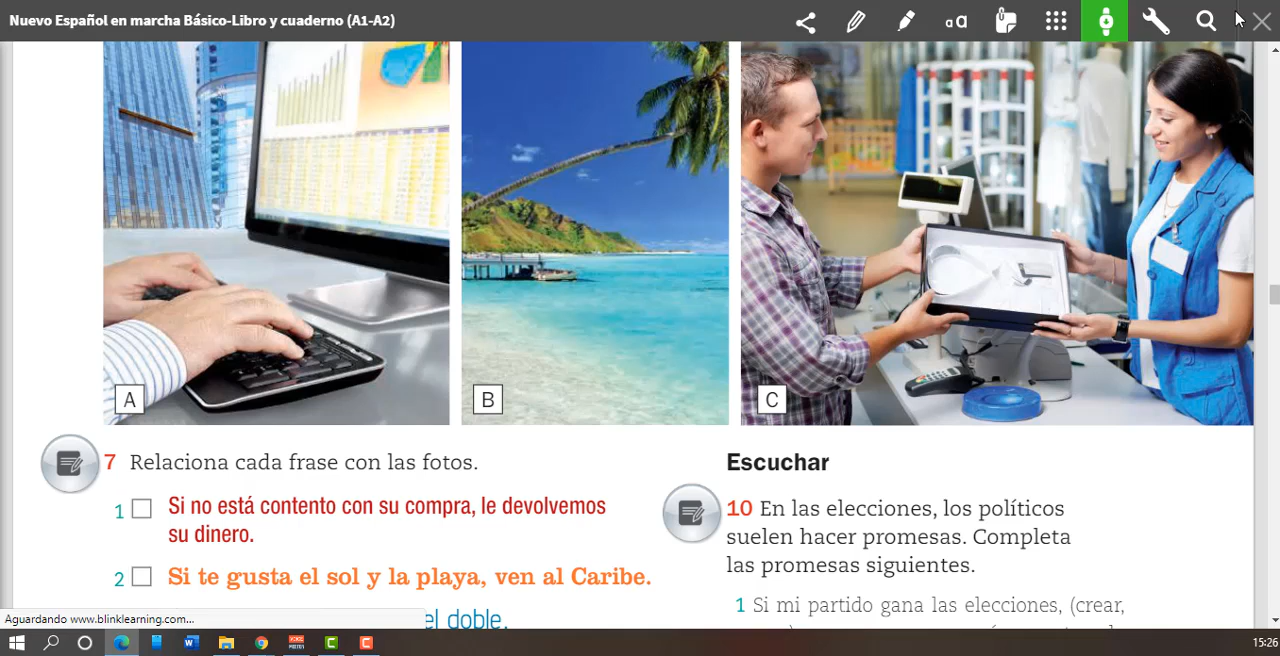 Nuevo Español en marcha Básico-Libro y cuaderno (A1-A2)
aA
A
B
C
7 Relaciona cada frase con las fotos.
1 Si no está contento con su compra, le devolvemos
su dinero.
2 Si te gusta el sol y la playa, ven al Caribe.
el doble.
Escuchar
10 En las elecciones, los políticos
suelen hacer promesas. Completa
las promesas siguientes.
1 Si mi partido gana las elecciones, (crear,
Aguardando www.blinklearning.com...
15:26